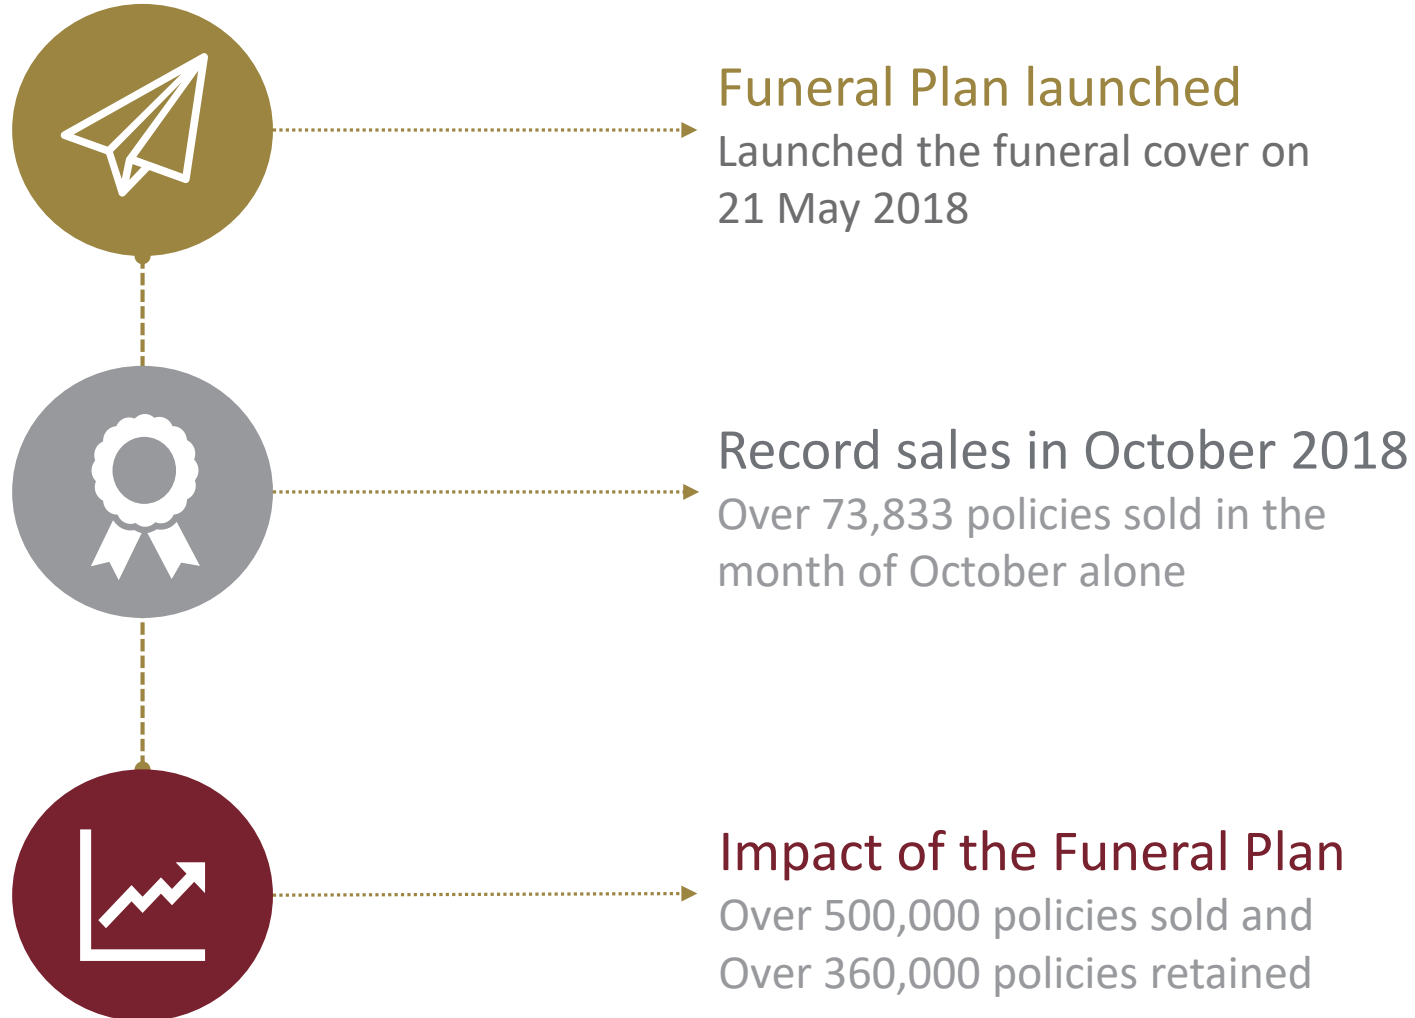 Funeral Plan launched
Launched the funeral cover on
21 May 2018
Record sales in October 2018
Over 73,833 policies sold in the
month of October alone
Impact of the Funeral Plan
Over 500,000 policies sold and
Over 360,000 policies retained